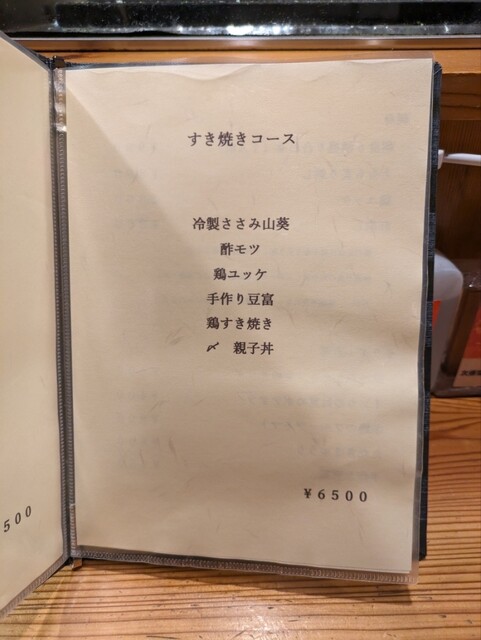 すき焼きコース
冷製ささみ山葵
酢モツ
鶏ユッケ
手作り豆富
鶏すき焼き
〆　親子丼
¥6500
500